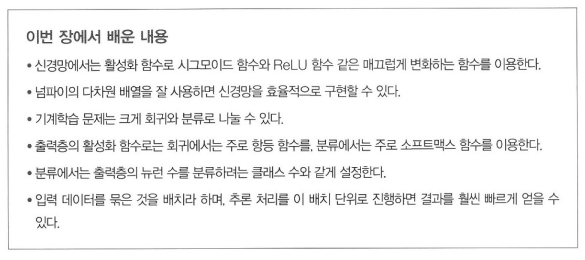 이번 장에서 배운 내용
• 신경망에서는 활성화 함수로 시그모이드 함수와 ReLU 함수 같은 매끄럽게 변화하는 함수를 이용한다.
• 넘파이의 다차원 배열을 잘 사용하면 신경망을 효율적으로 구현할 수 있다.
• 기계학습 문제는 크게 회귀와 분류로 나눌 수 있다.
• 출력층의 활성화 함수로는 회귀에서는 주로 항등 함수를, 분류에서는 주로 소프트맥스 함수를 이용한다.
• 분류에서는 출력층의 뉴런 수를 분류하려는 클래스 수와 같게 설정한다.
• 입력 데이터를 묶은 것을 배치라 하며, 추론 처리를 이 배치 단위로 진행하면 결과를 훨씬 빠르게 얻을 수
있다.